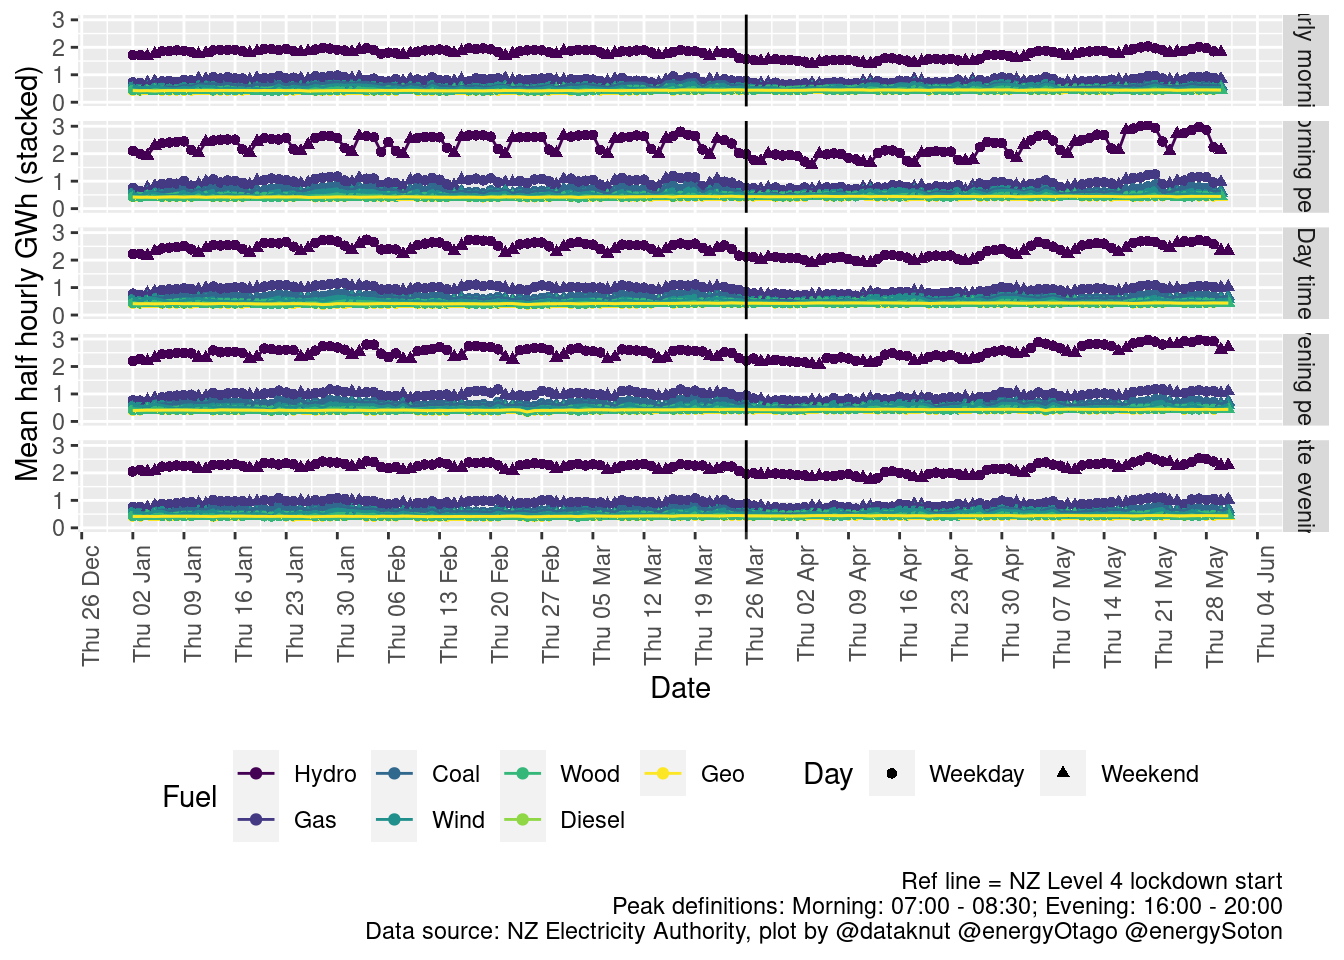 Mean half hourly GWh (stacked)
3
2
1
0
3
2
1
0
3
2
1
0
Day time
3
2
1
0
3
2
1
0
Thu 26 Dec
Thu 02 Jan
Thu 09 Jan
Thu 16 Jan
Thu 23 Jan
Thu 30 Jan
Thu 06 Feb
Thu 13 Feb
Thu 20 Feb
Thu 27 Feb
Thu 05 Mar
Thu 12 Mar
Thu 19 Mar
Thu 26 Mar
Thu 02 Apr
Thu 09 Apr
Thu 16 Apr
Thu 23 Apr
Thu 30 Apr
Thu 07 May
Thu 14 May
Thu 21 May
Thu 28 May
Thu 04 Jun
Date
Fuel
Hydro
Coal
Wood
Geo
Gas
Wind
Diesel
Day
Weekday
Weekend
Ref line = NZ Level 4 lockdown start
Peak definitions: Morning: 07:00 - 08:30; Evening: 16:00 - 20:00
Data source: NZ Electricity Authority, plot by @dataknut @energyOtago @energySoton